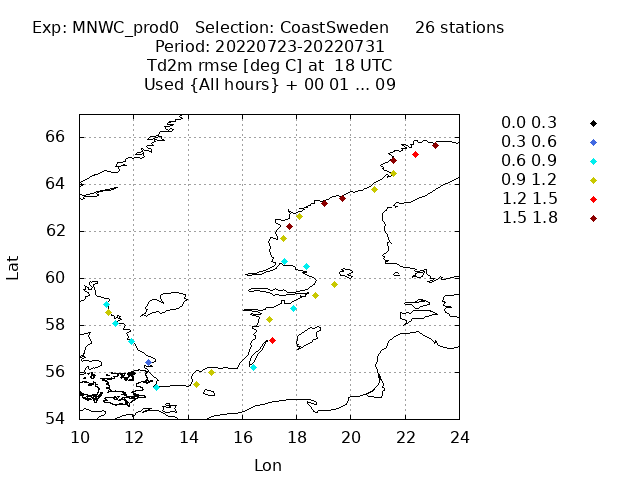 Exp: MNWC_prod0 Selection: CoastSweden 26 stations
Period: 20220723-20220731
Td2m rmse [deg C] at 18 UTC
Used {All hours} + 00 01 ... 09
0.0 0.3
0.3 0.6
0.6 0.9
0.9 1.2
1.2 1.5
1.5 1.8
66
64
62
60
58
56
54
Lat
10 12 14 16 18 20 22 24
Lon